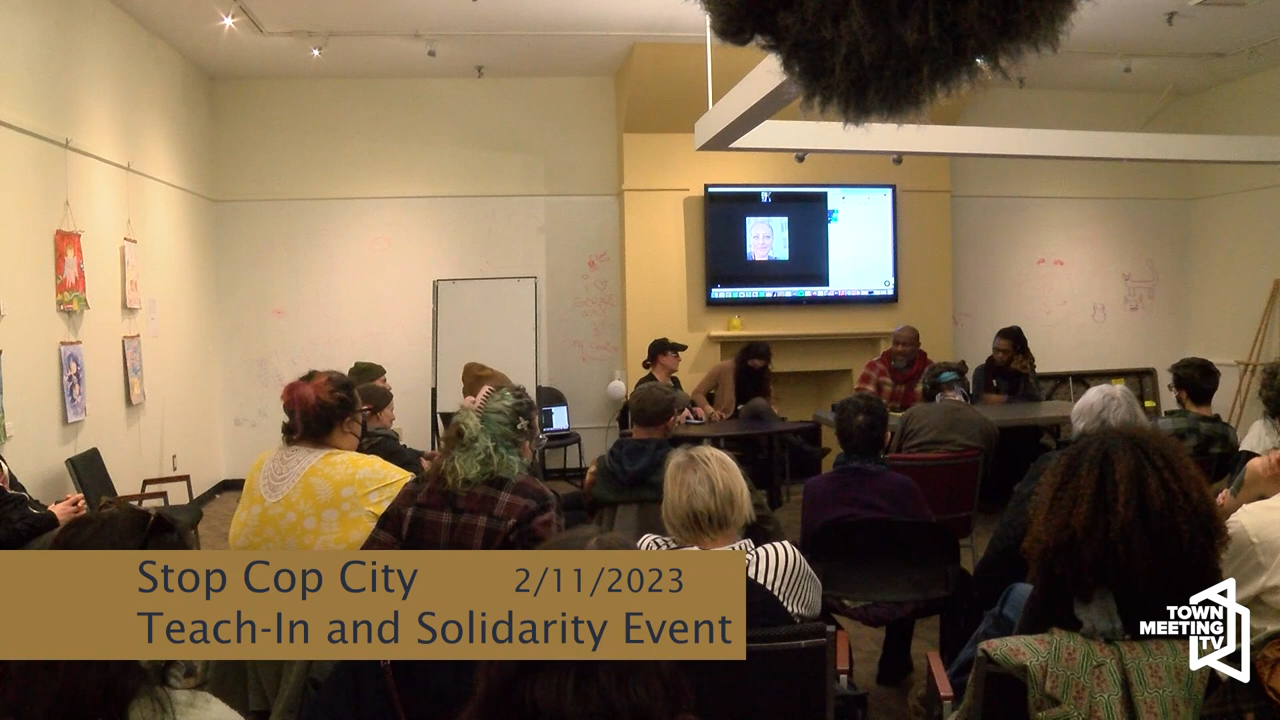 Stop Cop City 2/11/2023
Teach-In and Solidarity Event
TOWN
MEETING
TV